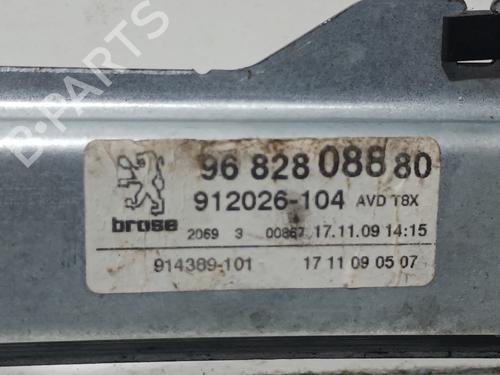 96 828 088 80
912026-104 AVD T8X
brose
2069 3 00867 17.11.09 14:15
914389-101 17 11 09 05 07
B-PARTS